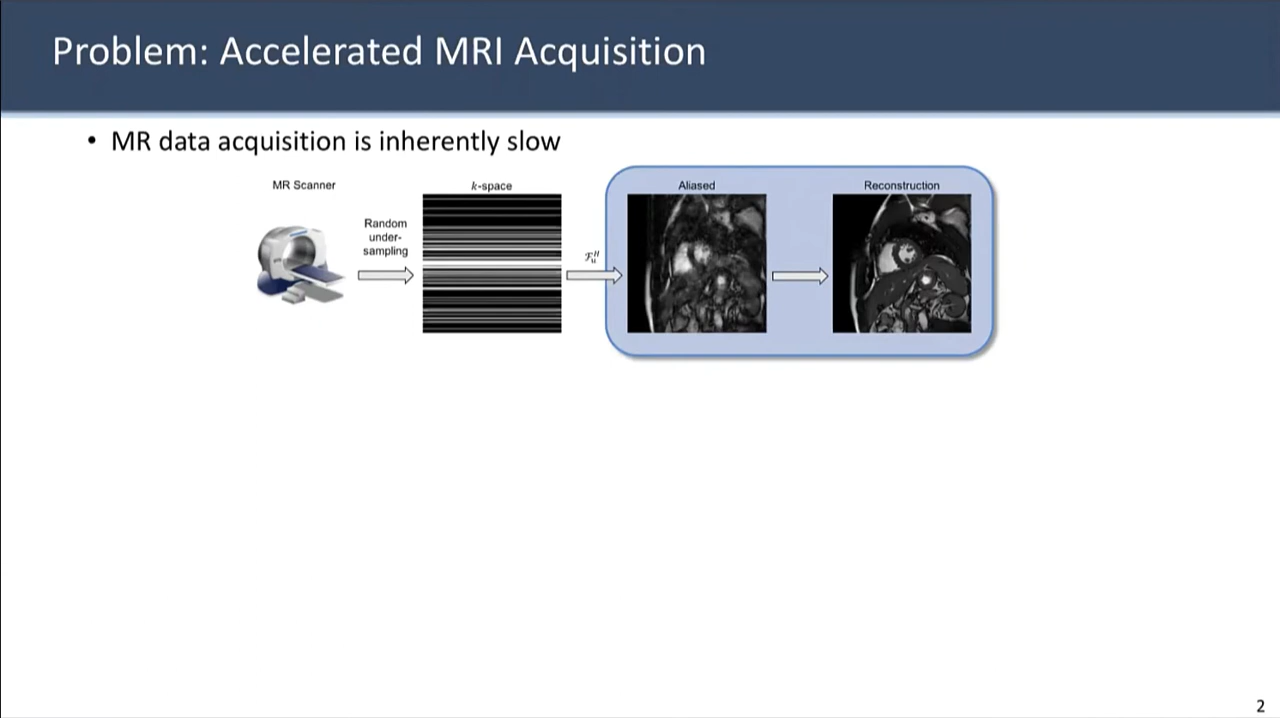 Problem: Accelerated MRI Acquisition
• MR data acquisition is inherently slow
MR Scanner
Random
under-
sampling
k-space
ℱᵤᴴ
Aliased
Reconstruction
2